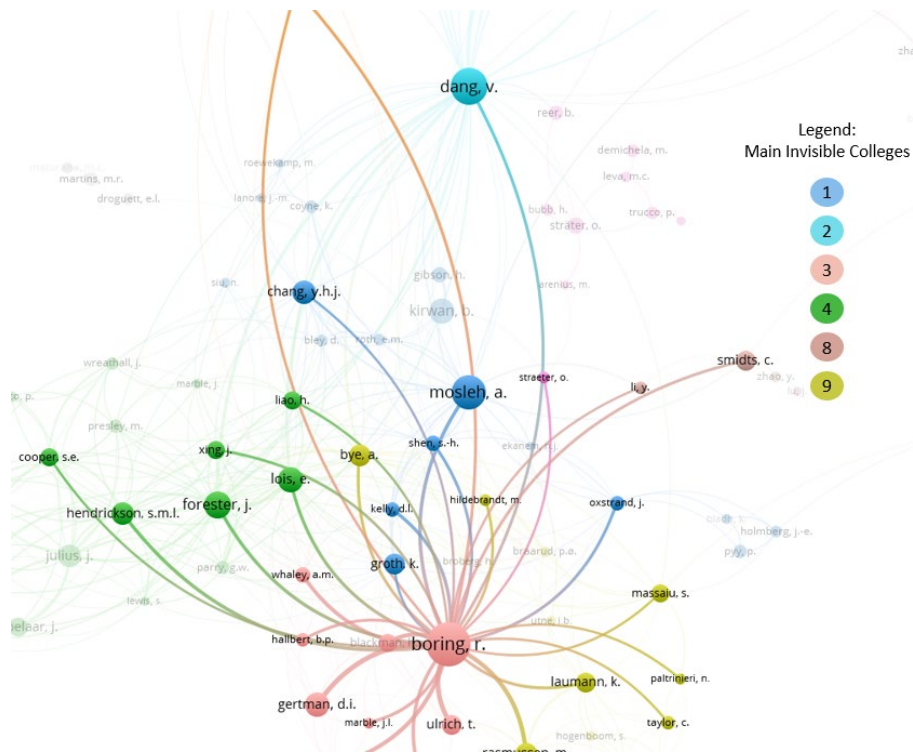 dang, v.
reer, b.
Legend:
Main Invisible Colleges
demichela, m.
roewekamp, m.
leva, m.c.
martins, m.r.
1
droguett, e.l.
coyne, k.
bubb, h.
trucco, p.
2
strater, o.
3
gibson, h.
arenius, m.
siu, n.
chang, y.h.j.
kirwan, b.
4
bley, d.
roth, e.m.
wreathall, j.
smidts, c.
8
straeter, o.
zhao, y.
marble, j.
li, y.
mosleh, a.
9
liao, h.
presley, m.
shen, s.-h.
xing, j.
cooper, s.e.
bye, a.
lois, e.
hildebrandt, m.
oxstrand, j.
forester, j.
kelly, d.l.
hendrickson, s.m.l.
holmberg, j.-e.
julius, j.
braarud, p.ø.
pyy, p.
groth, k.
parry, g.w.
whaley, a.m.
massaiu, s.
lewis, s.
utne, i.b.
hallbert, b.p.
boring, r.
paltrinieri, n.
laumann, k.
gertman, d.i.
marble, j.l.
ulrich, t.
taylor, c.
hogenboom, s.